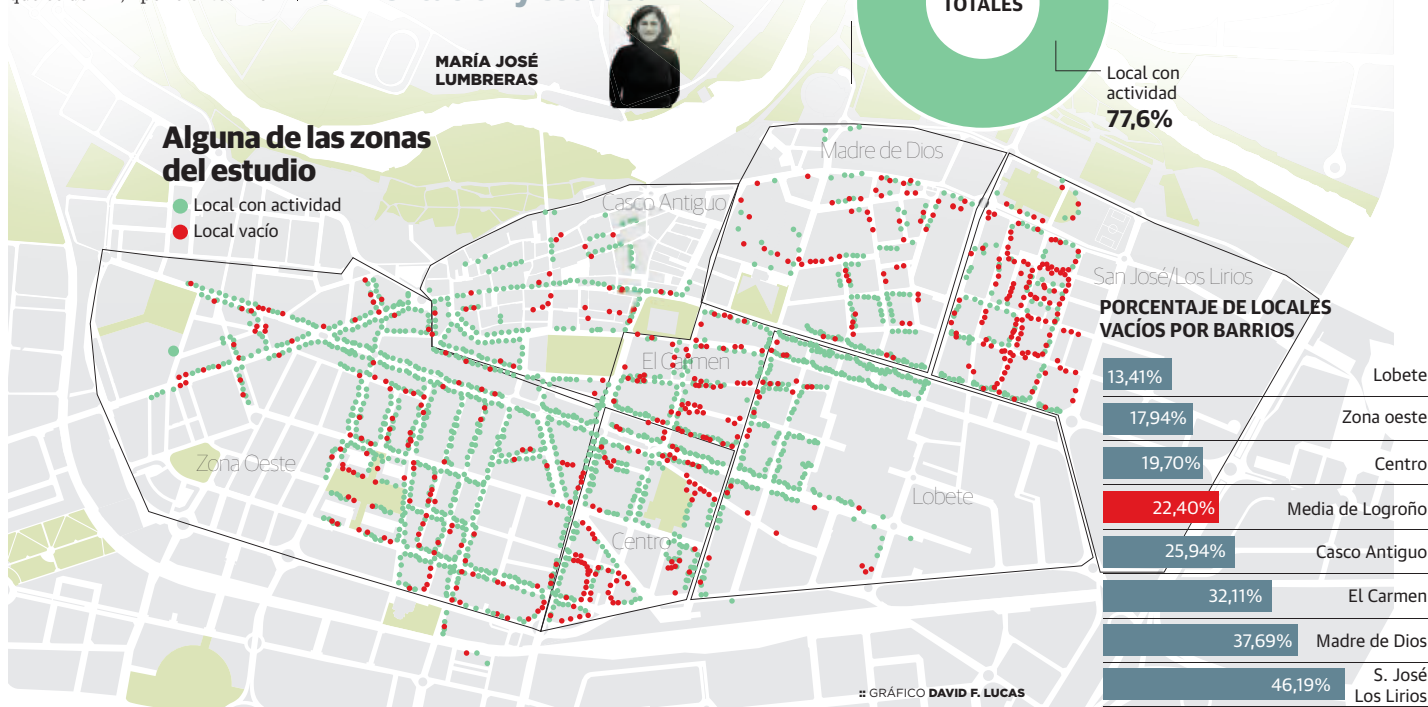 TOTALES
MARÍA JOSÉ
LUMBRERAS
Local con
actividad
77,6%
Alguna de las zonas
del estudio
Local con actividad
Local vacío
Madre de Dios
Casco Antiguo
San José/Los Lirios
El Carmen
Zona Oeste
Lobete
Centro
PORCENTAJE DE LOCALES
VACÍOS POR BARRIOS
13,41% Lobete
17,94% Zona oeste
19,70% Centro
22,40% Media de Logroño
25,94% Casco Antiguo
32,11% El Carmen
37,69% Madre de Dios
46,19% S. José
Los Lirios
:: GRÁFICO DAVID F. LUCAS